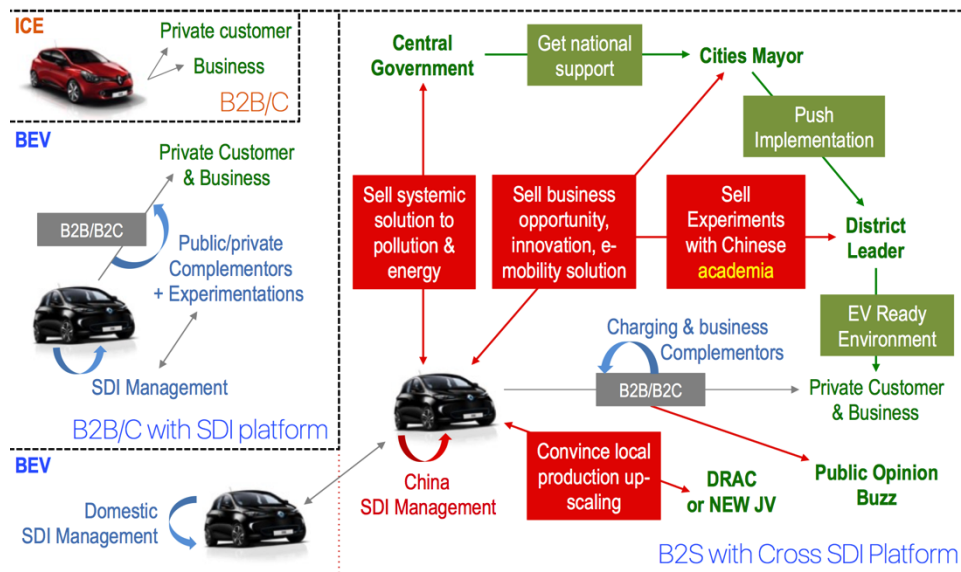 ICE
Private customer
Business
B2B/C
BEV
Private Customer
& Business
B2B/B2C
Public/private
Complementors
+ Experimentations
SDI Management
B2B/C with SDI platform
BEV
Domestic
SDI Management
Central
Government
Get national
support
Cities Mayor
Push
Implementation
Sell systemic
solution to
pollution &
energy
Sell business
opportunity,
innovation, e-
mobility solution
Sell
Experiments
with Chinese
academia
District
Leader
EV Ready
Environment
Charging & business
Complementors
B2B/B2C
Private Customer
& Business
China
SDI Management
Convince local
production up-
scaling
DRAC
or NEW JV
Public Opinion
Buzz
B2S with Cross SDI Platform